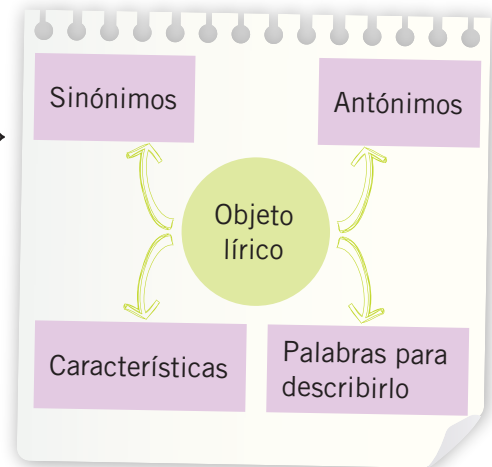 Sinónimos
Antónimos
Objeto
lírico
Características
Palabras para
describirlo